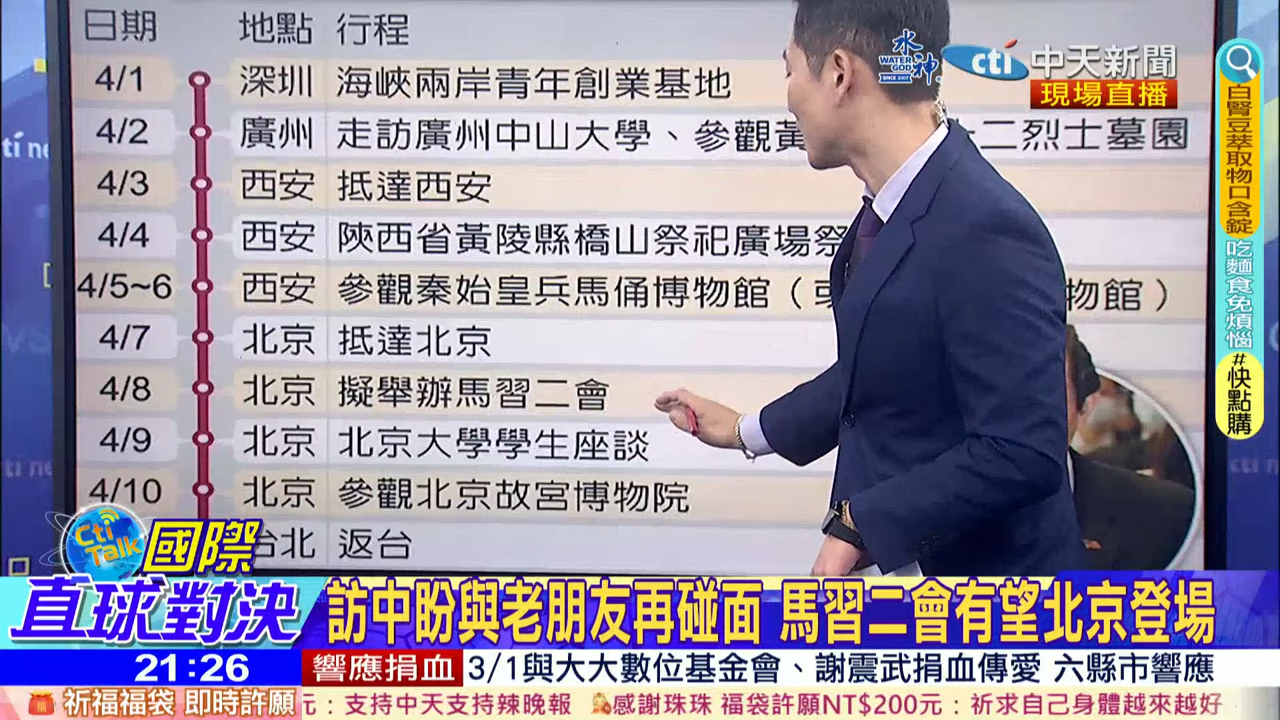 日期 地點 行程
4/1 深圳 海峽兩岸青年創業基地
4/2 廣州 走訪廣州中山大學、參觀黃 二烈士墓園
4/3 西安 抵達西安
4/4 西安 陝西省黃陵縣橋山祭祀廣場祭
4/5~6 西安 參觀秦始皇兵馬俑博物館（或 物館）
4/7 北京 抵達北京
4/8 北京 擬舉辦馬習二會
4/9 北京 北京大學學生座談
4/10 北京 參觀北京故宮博物院
台北 返台
水神
WATER GOD
SINCE 2007
cti 中天新聞
現場直播
白腎豆萃取物口含錠
吃麵食免煩惱
#快點購
cti ne
cti n
Cti Talk 國際
直球對決
訪中盼與老朋友再碰面 馬習二會有望北京登場
21:26 響應捐血 3/1與大大數位基金會、謝震武捐血傳愛 六縣市響應
祈福福袋 即時許願 元：支持中天支持辣晚報 感謝珠珠 福袋許願NT$200元：祈求自己身體越來越好